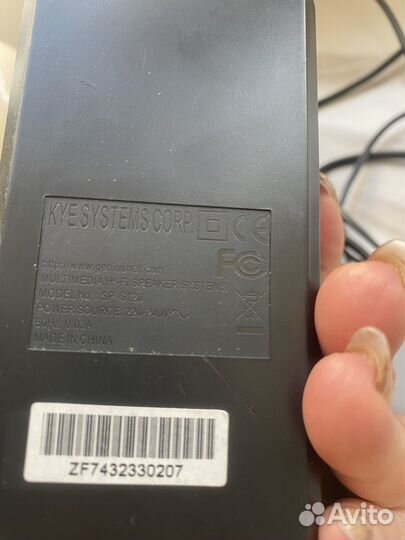 KYE SYSTEMS CORP. CE
http://www.geniusnet.com FC
MULTIMEDIA HI-FI SPEAKER SYSTEMS
MODEL NO.: SP-S120
POWER SOURCE: 220-240V~
50Hz, 0.03A
MADE IN CHINA
ZF7432330207
Avito